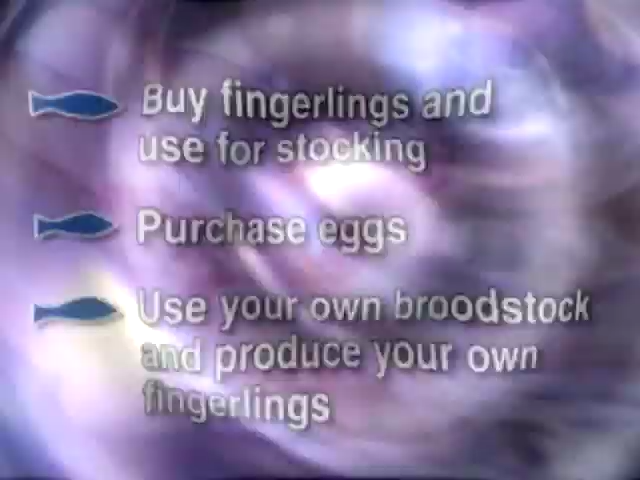 Buy fingerlings and
use for stocking
Purchase eggs
Use your own broodstock
and produce your own
fingerlings